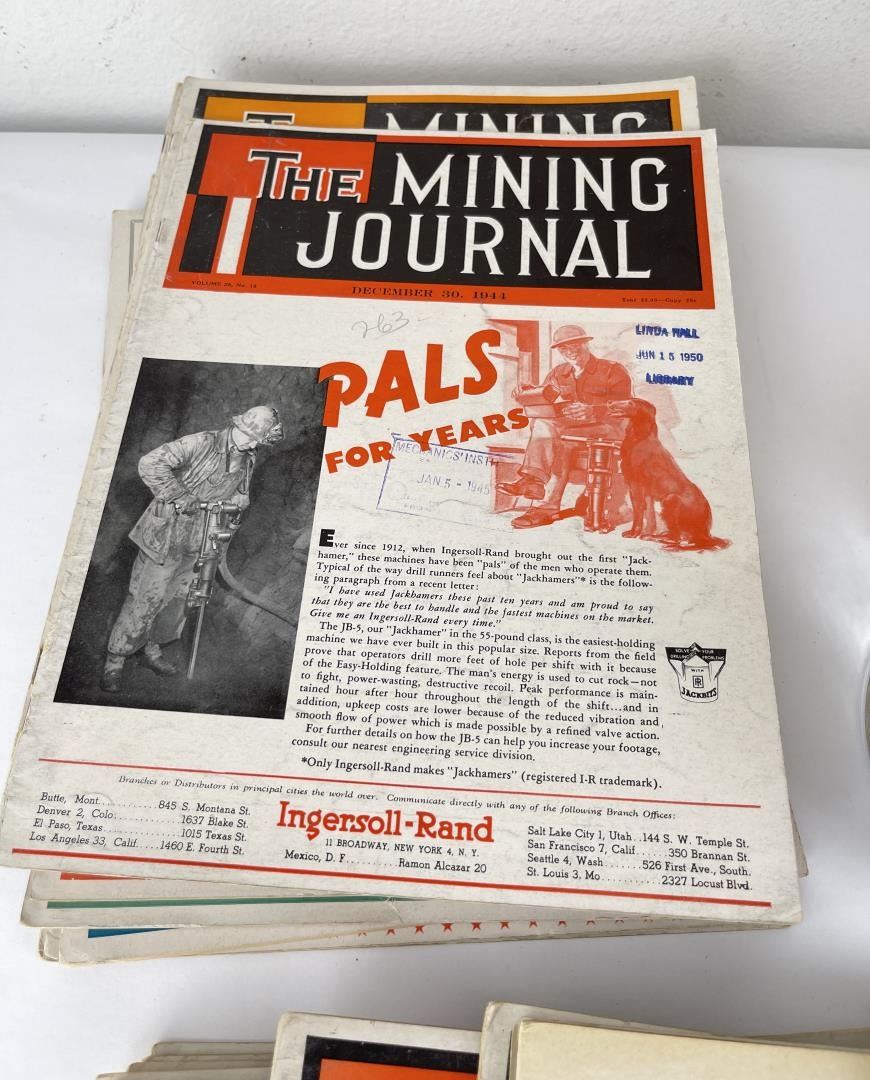 MINING
THE MINING
JOURNAL
DECEMBER 30, 1944
263
PALS
FOR YEARS
LINDA HALL
JUN 15 1950
LIBRARY
MECHANICS' INST
JAN 5 - 1945
Ever since 1912, when Ingersoll-Rand brought out the first "Jack-
hamer," these machines have been "pals" of the men who operate them.
Typical of the way drill runners feel about "Jackhamers"* is the follow-
ing paragraph from a recent letter:
"I have used Jackhamers these past ten years and am proud to say
that they are the best to handle and the fastest machines on the market.
Give me an Ingersoll-Rand every time."
The JB-5, our "Jackhamer" in the 55-pound class, is the easiest-holding
machine we have ever built in this popular size. Reports from the field
prove that operators drill more feet of hole per shift with it because
of the Easy-Holding feature. The man's energy is used to cut rock—not
to fight, power-wasting, destructive recoil. Peak performance is main-
tained hour after hour throughout the length of the shift...and in
addition, upkeep costs are lower because of the reduced vibration and
smooth flow of power which is made possible by a refined valve action.
For further details on how the JB-5 can help you increase your footage,
consult our nearest engineering service division.
*Only Ingersoll-Rand makes "Jackhamers" (registered I-R trademark).
SOLVE YOUR
DRILLING PROBLEMS
WITH
JACKBITS
Branches or Distributors in principal cities the world over. Communicate directly with any of the following Branch Offices:
Butte, Mont. 845 S. Montana St.
Denver 2, Colo. 1637 Blake St.
El Paso, Texas 1015 Texas St.
Los Angeles 33, Calif. 1460 E. Fourth St.
Ingersoll-Rand
11 BROADWAY, NEW YORK 4, N. Y.
Mexico, D. F. Ramon Alcazar 20
Salt Lake City 1, Utah 144 S. W. Temple St.
San Francisco 7, Calif. 350 Brannan St.
Seattle 4, Wash. 526 First Ave., South.
St. Louis 3, Mo. 2327 Locust Blvd.